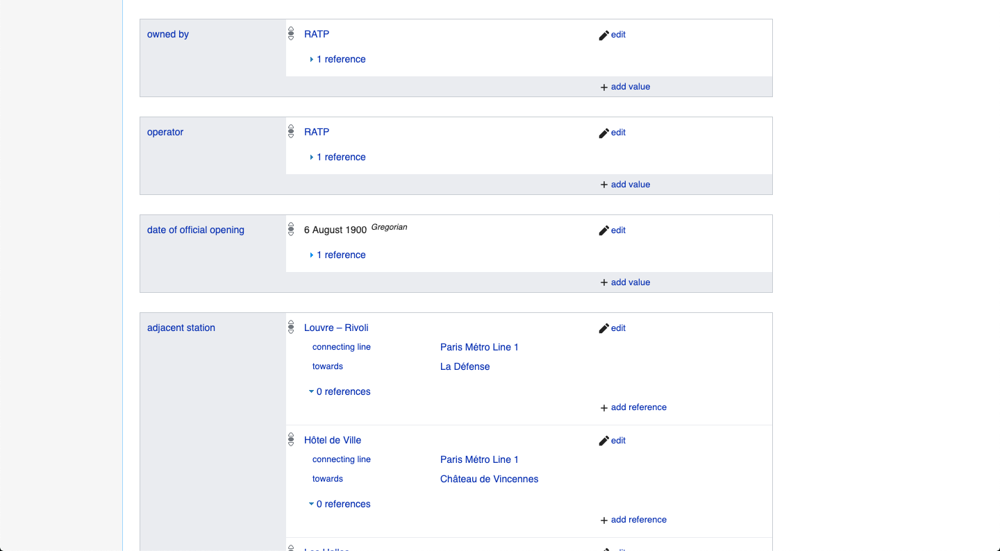 owned by
RATP
edit
1 reference
+ add value
operator
RATP
edit
1 reference
+ add value
date of official opening
6 August 1900 Gregorian
edit
1 reference
+ add value
adjacent station
Louvre – Rivoli
edit
connecting line Paris Métro Line 1
towards La Défense
0 references
+ add reference
Hôtel de Ville
edit
connecting line Paris Métro Line 1
towards Château de Vincennes
0 references
+ add reference